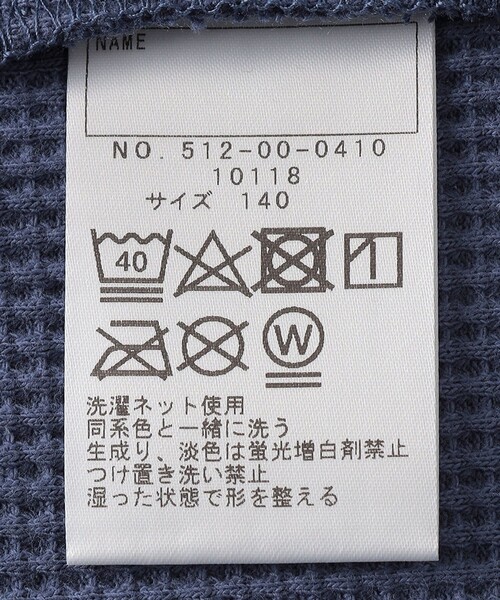 NAME
NO. 512-00-0410
10118
サイズ 140
40
W
洗濯ネット使用
同系色と一緒に洗う
生成り、淡色は蛍光増白剤禁止
つけ置き洗い禁止
湿った状態で形を整える